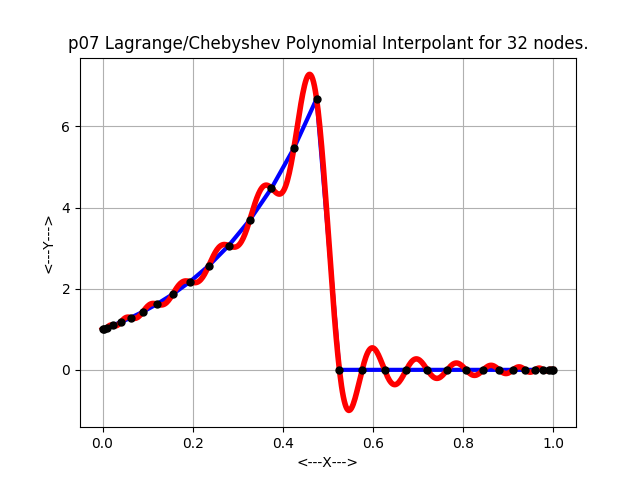 p07 Lagrange/Chebyshev Polynomial Interpolant for 32 nodes.
6
4
2
0
<---Y--->
0.0 0.2 0.4 0.6 0.8 1.0
<---X--->